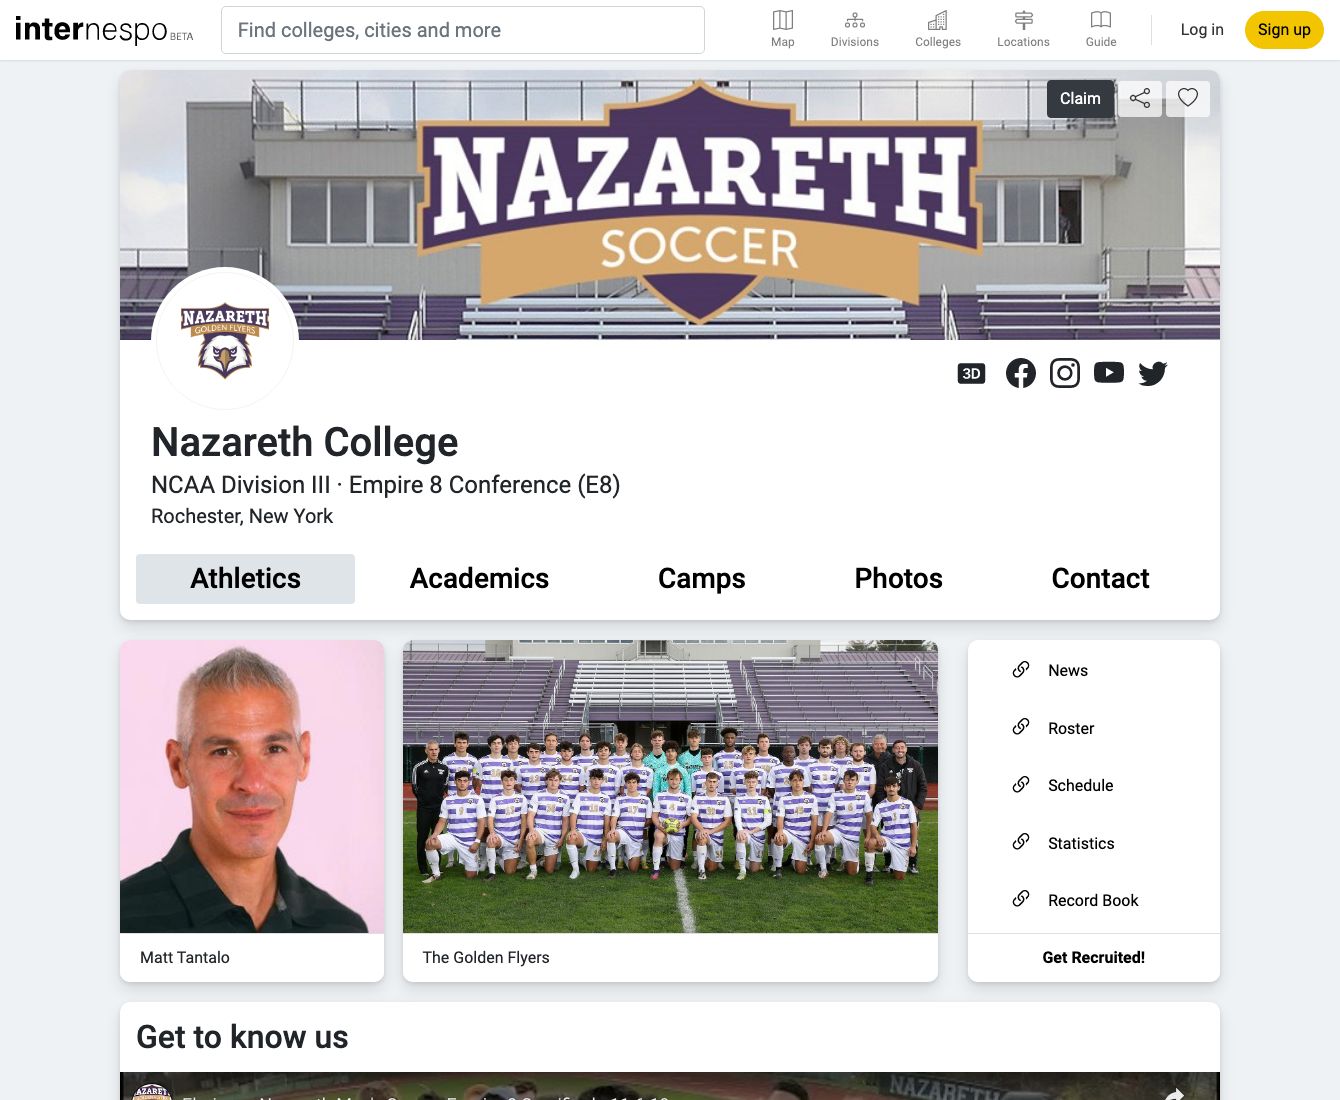 internespo BETA
Find colleges, cities and more
Map
Divisions
Colleges
Locations
Guide
Log in
Sign up
Claim
NAZARETH
SOCCER
NAZARETH
GOLDEN FLYERS
3D
Nazareth College
NCAA Division III · Empire 8 Conference (E8)
Rochester, New York
Athletics
Academics
Camps
Photos
Contact
News
Roster
Schedule
Statistics
Record Book
Matt Tantalo
The Golden Flyers
Get Recruited!
Get to know us
NAZARETH